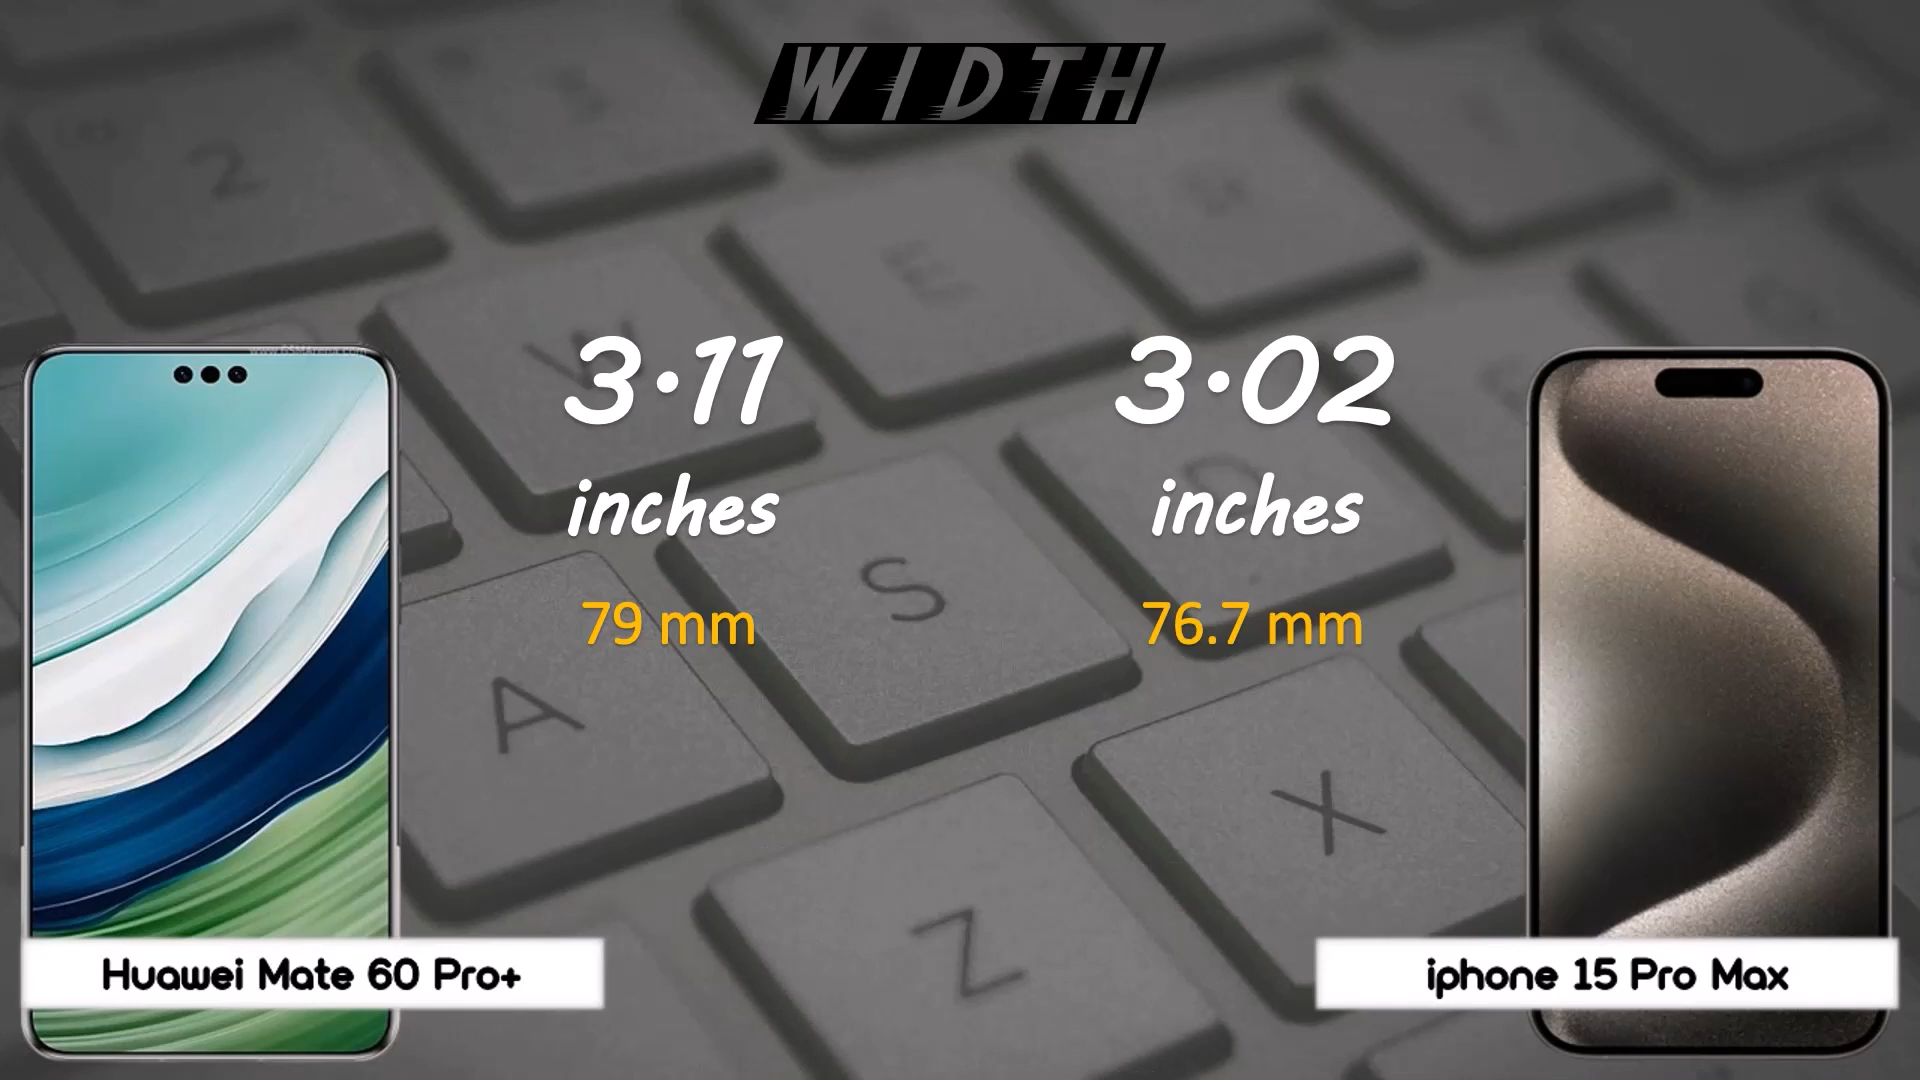 WIDTH
3.11
inches
79 mm
3.02
inches
76.7 mm
Huawei Mate 60 Pro+
iphone 15 Pro Max
2
W
A
S
Z
X